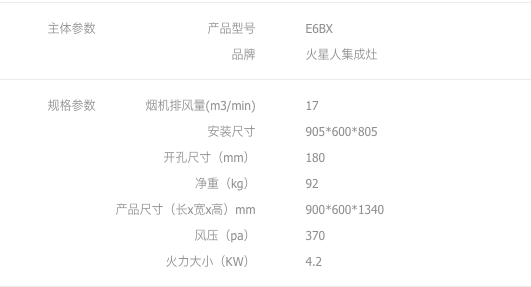 主体参数 产品型号 E6BX
品牌 火星人集成灶
规格参数 烟机排风量(m3/min) 17
安装尺寸 905*600*805
开孔尺寸（mm） 180
净重（kg） 92
产品尺寸（长x宽x高）mm 900*600*1340
风压（pa） 370
火力大小（KW） 4.2